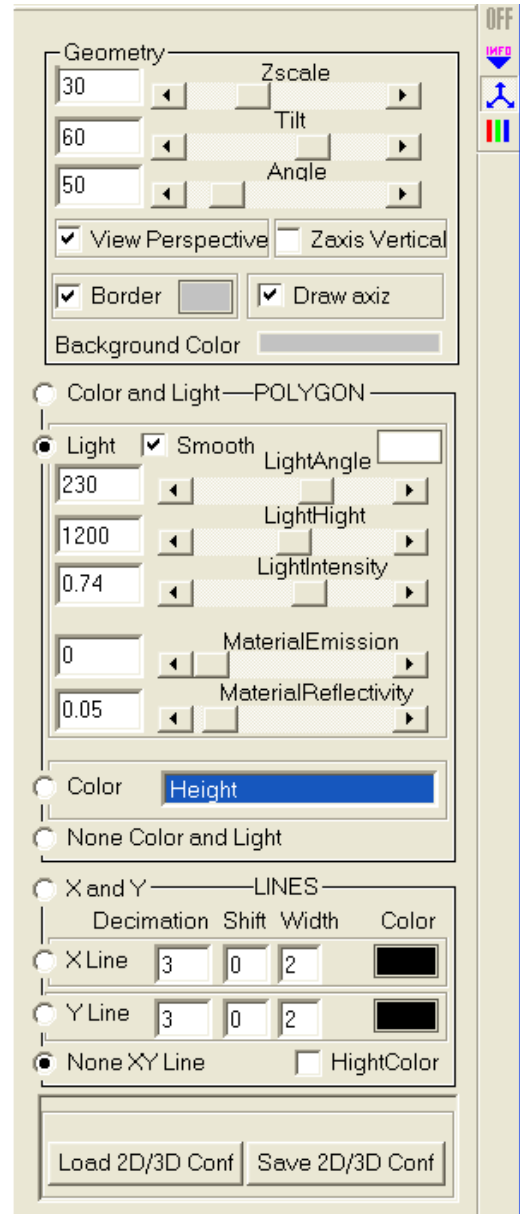 OFF
INFO
Geometry
Zscale
30
Tilt
60
Angle
50
View Perspective Zaxis Vertical
Border Draw axiz
Background Color
Color and Light POLYGON
Light Smooth
LightAngle
230
LightHight
1200
LightIntensity
0.74
MaterialEmission
0
MaterialReflectivity
0.05
Color Height
None Color and Light
X and Y LINES
Decimation Shift Width Color
X Line 3 0 2
Y Line 3 0 2
None XY Line HightColor
Load 2D/3D Conf Save 2D/3D Conf